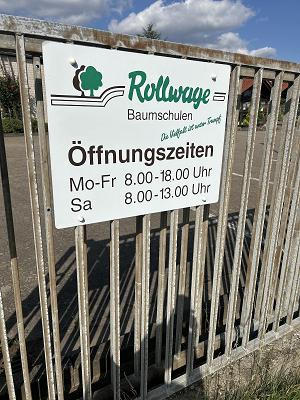 Rollwage
Baumschulen
Die Vielfalt ist unser Trumpf
Öffnungszeiten
Mo-Fr 8.00-18.00 Uhr
Sa 8.00-13.00 Uhr